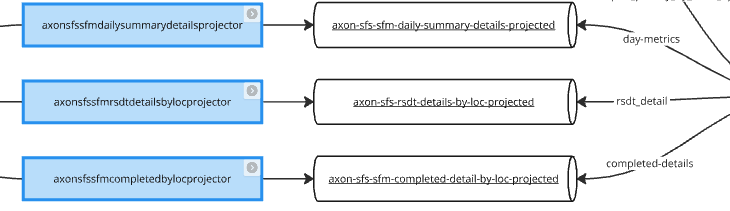 axonsfssfmdailysummarydetailsprojector
axon-sfs-sfm-daily-summary-details-projected
day-metrics
axonsfssfmrsdtdetailsbylocprojector
axon-sfs-rsdt-details-by-loc-projected
rsdt_detail
axonsfssfmcompletedbylocprojector
axon-sfs-sfm-completed-detail-by-loc-projected
completed-details